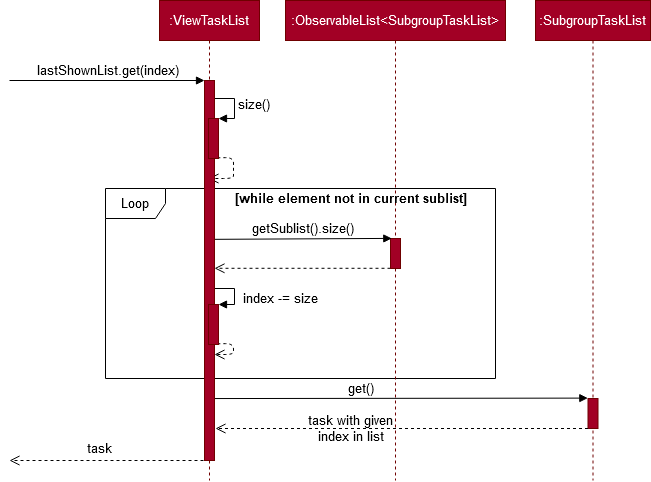 :ViewTaskList
:ObservableList<SubgroupTaskList>
:SubgroupTaskList
lastShownList.get(index)
size()
Loop
[while element not in current sublist]
getSublist().size()
index -= size
get()
task with given
index in list
task